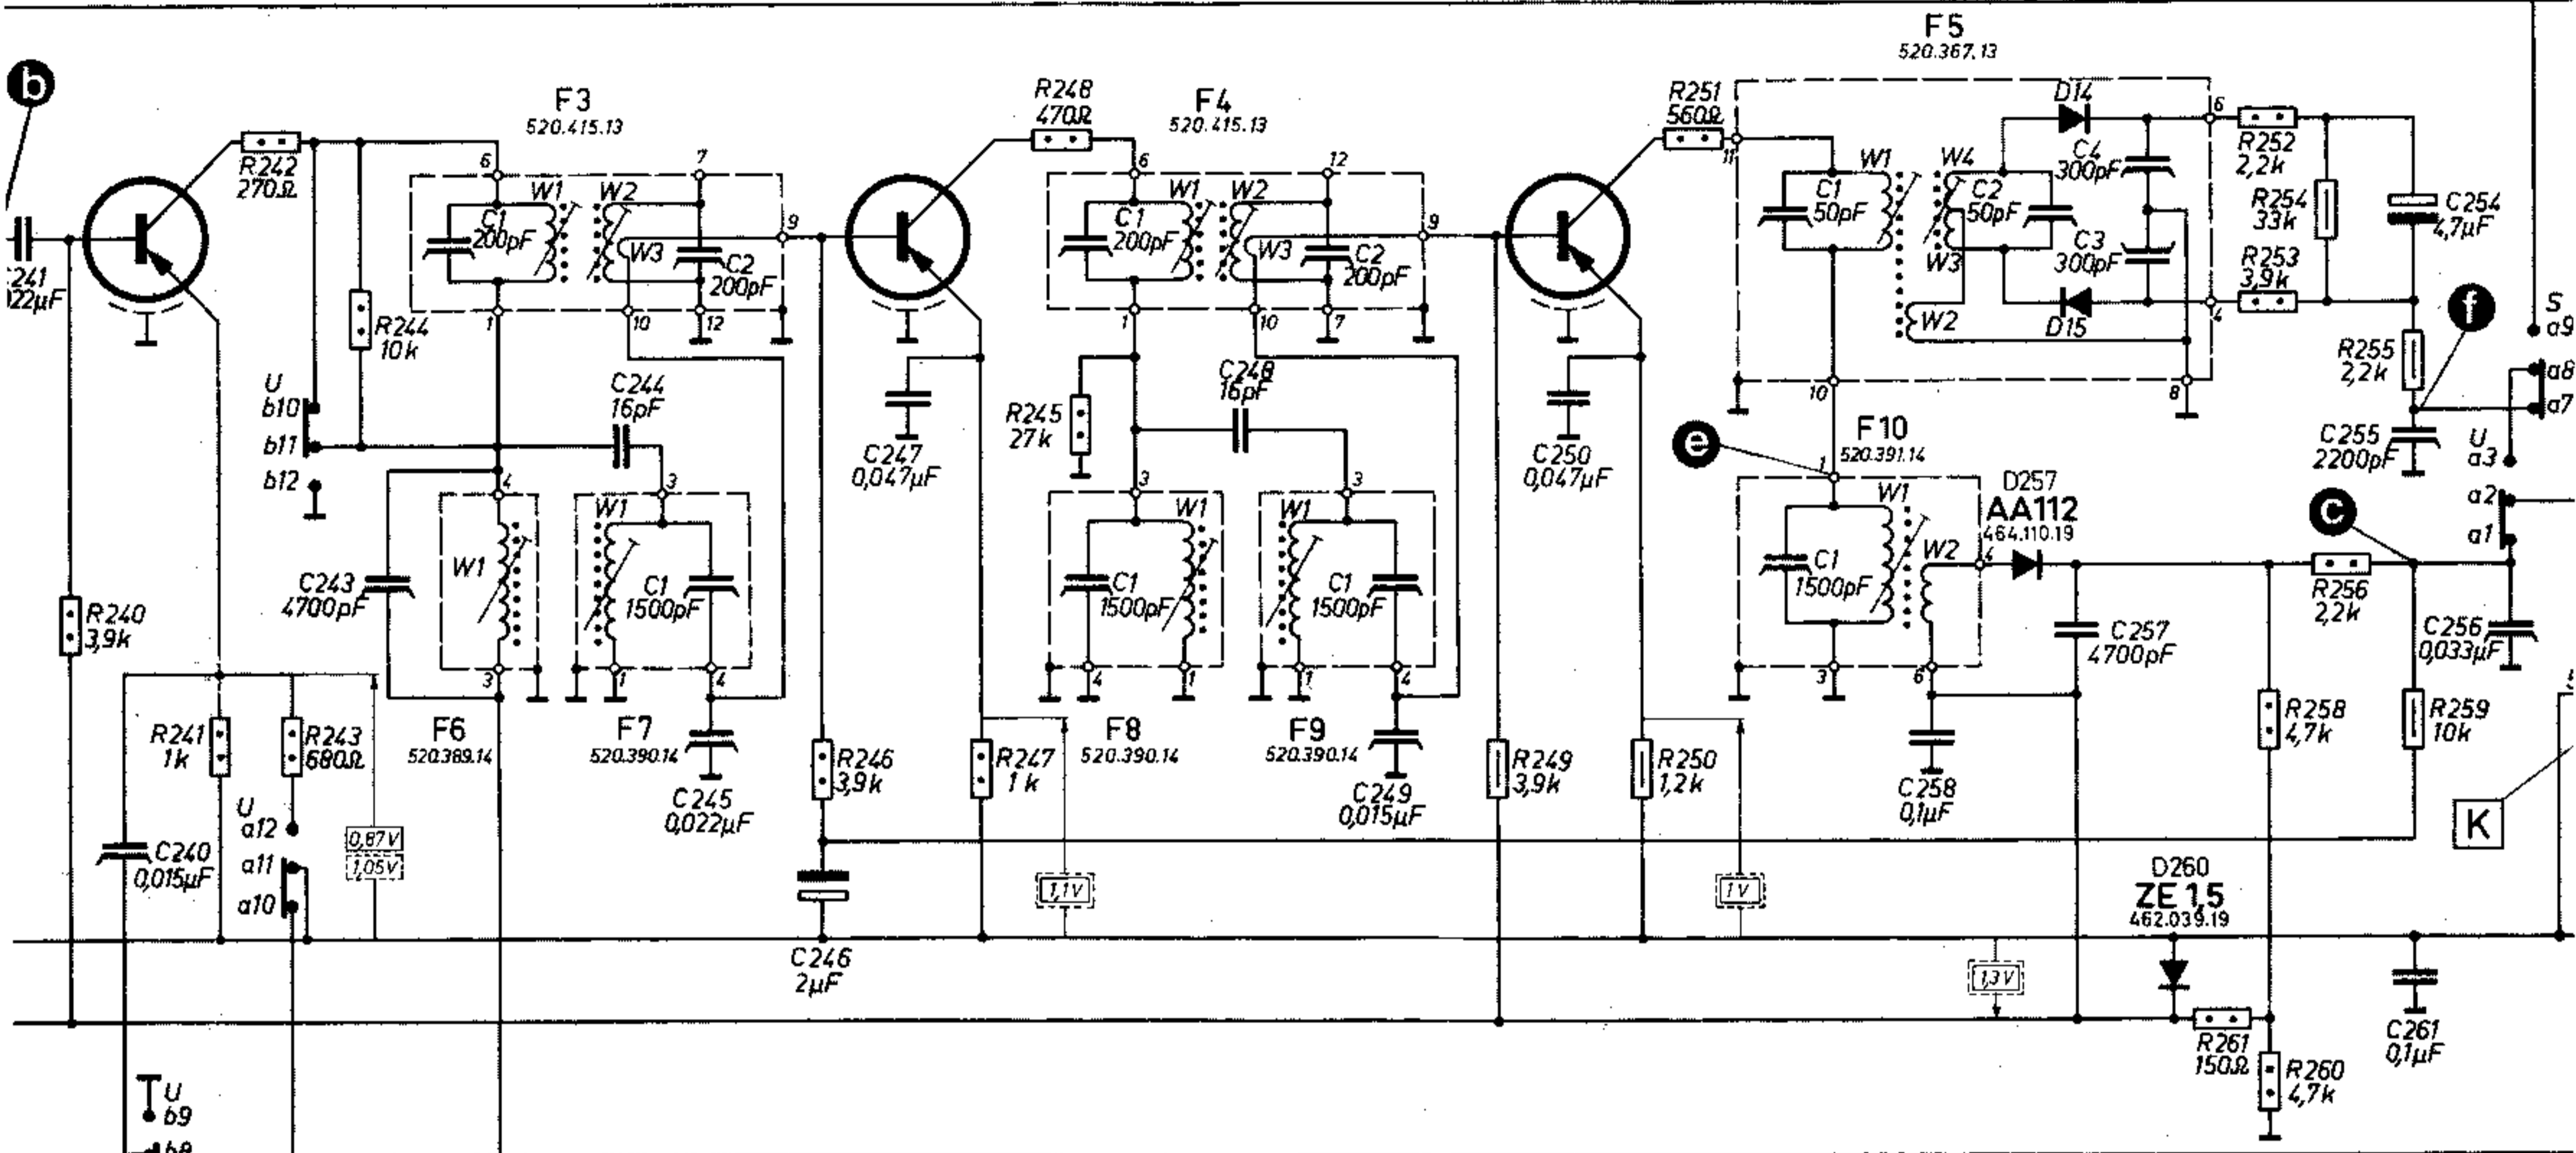 F5
520.367.13
b
F3
520.415.13
R248
470Ω
F4
520.415.13
R251
560Ω
R242
270Ω
6
7
W1
W2
C1
200pF
W3
C2
200pF
9
1
10
12
6
12
W1
W2
C1
200pF
W3
C2
200pF
9
1
10
7
11
W1
C1
50pF
W4
C2
50pF
W3
W2
D14
C4
300pF
C3
300pF
D15
6
4
10
8
R252
2,2k
R254
33k
R253
3,9k
C254
4,7µF
f
S
a9
a8
a7
R255
2,2k
C255
2200pF
U
a3
a2
a1
241
022µF
R244
10k
U
b10
b11
b12
C244
16pF
C247
0,047µF
R245
27k
C248
16pF
C250
0,047µF
e
F10
520.391.14
1
W1
C1
1500pF
W2
4
3
6
D257
AA112
464.110.19
c
R256
2,2k
C256
0,033µF
C257
4700pF
R240
3,9k
C243
4700pF
4
W1
3
3
W1
C1
1500pF
1
4
3
W1
C1
1500pF
4
1
3
W1
C1
1500pF
1
4
R241
1k
R243
680Ω
F6
520.389.14
F7
520.390.14
C245
0,022µF
R246
3,9k
R247
1k
F8
520.390.14
F9
520.390.14
C249
0,015µF
R249
3,9k
R250
1,2k
C258
0,1µF
R258
4,7k
R259
10k
K
U
a12
a11
a10
C240
0,015µF
0,87V
1,05V
C246
2µF
1,1V
1V
1,3V
D260
ZE 1,5
462.039.19
R261
150Ω
R260
4,7k
C261
0,1µF
U
b9
b8